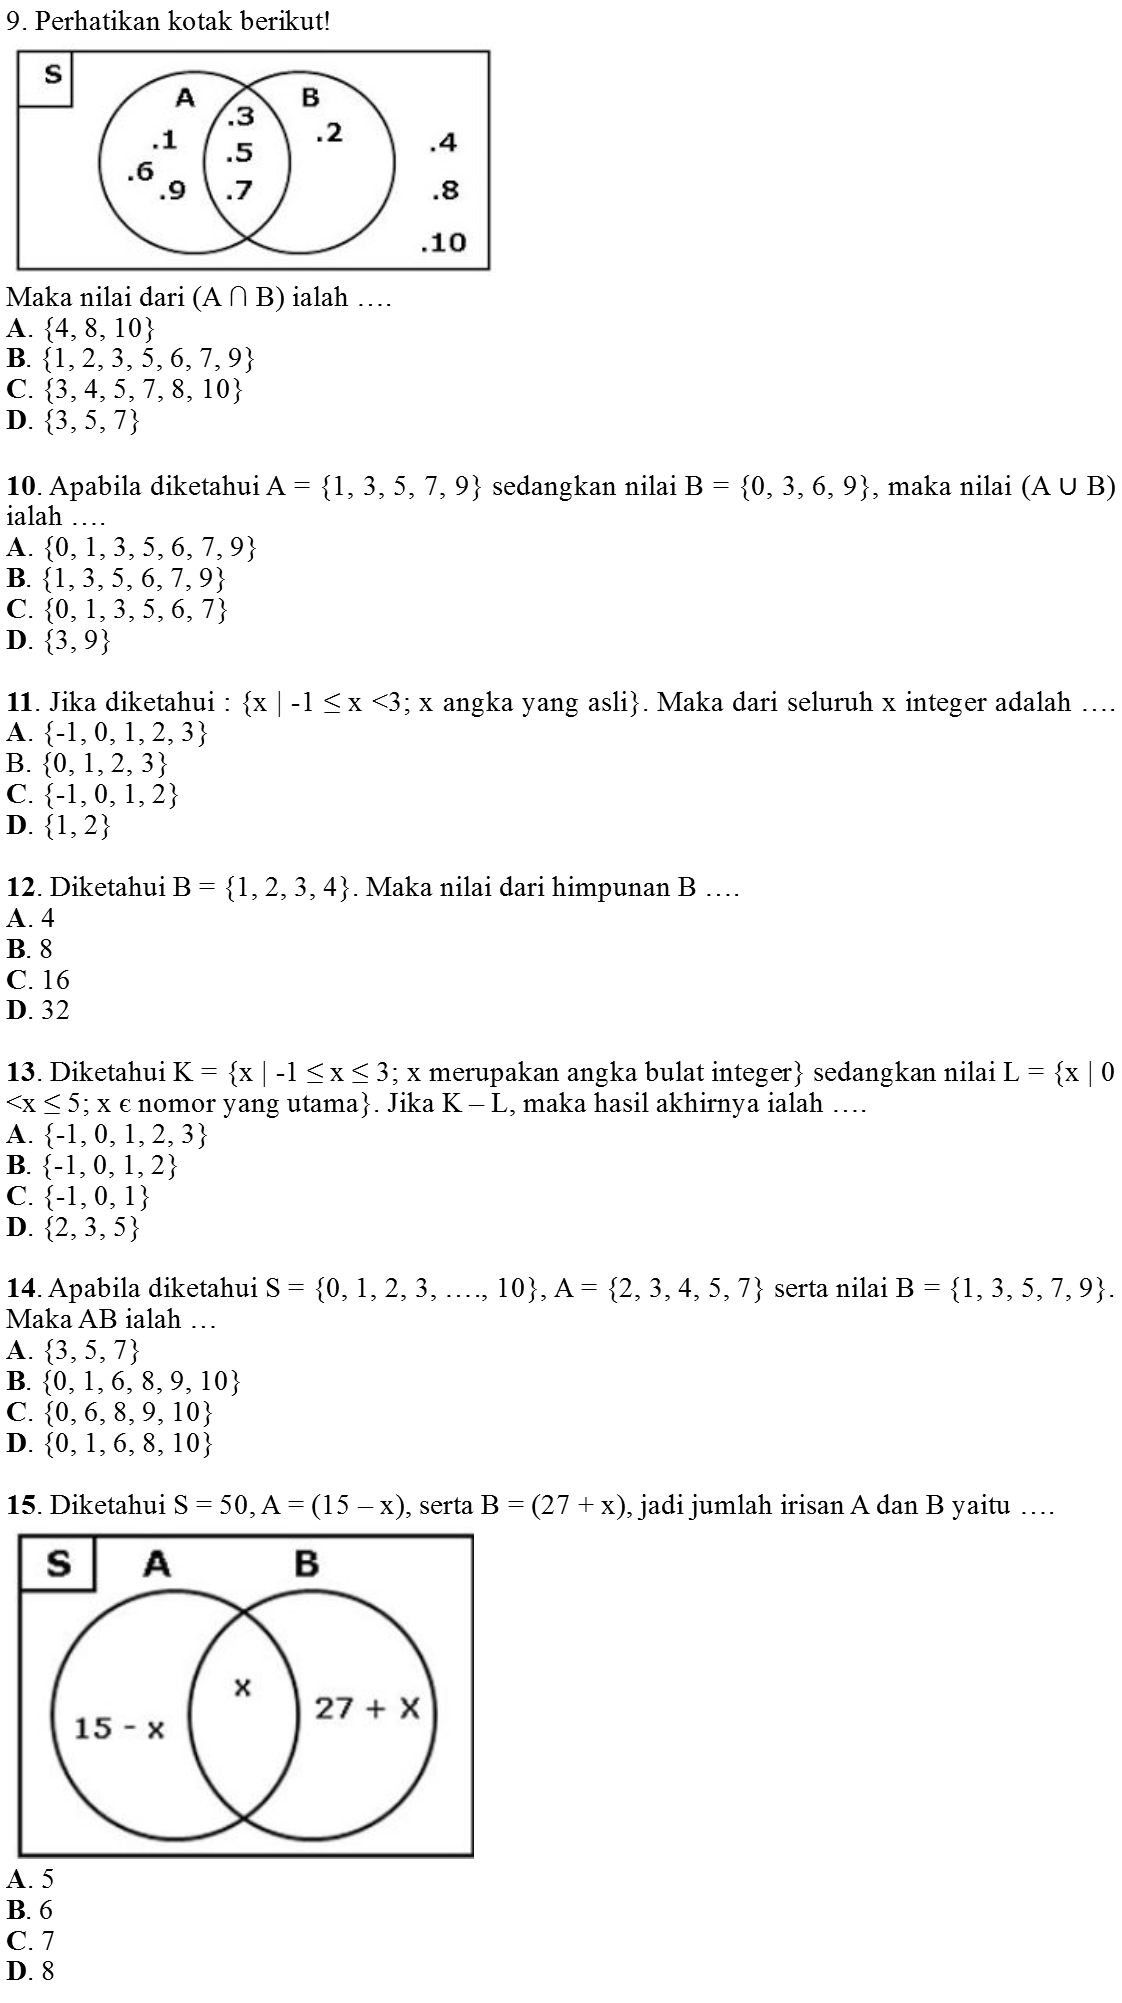 9. Perhatikan kotak berikut!
S
A B
.3
.1 .2 .4
.5
.6
.9 .7 .8
.10
Maka nilai dari (A ∩ B) ialah ….
A. {4, 8, 10}
B. {1, 2, 3, 5, 6, 7, 9}
C. {3, 4, 5, 7, 8, 10}
D. {3, 5, 7}
10. Apabila diketahui A = {1, 3, 5, 7, 9} sedangkan nilai B = {0, 3, 6, 9}, maka nilai (A ∪ B)
ialah ….
A. {0, 1, 3, 5, 6, 7, 9}
B. {1, 3, 5, 6, 7, 9}
C. {0, 1, 3, 5, 6, 7}
D. {3, 9}
11. Jika diketahui : {x | -1 ≤ x <3; x angka yang asli}. Maka dari seluruh x integer adalah ….
A. {-1, 0, 1, 2, 3}
B. {0, 1, 2, 3}
C. {-1, 0, 1, 2}
D. {1, 2}
12. Diketahui B = {1, 2, 3, 4}. Maka nilai dari himpunan B ….
A. 4
B. 8
C. 16
D. 32
13. Diketahui K = {x | -1 ≤ x ≤ 3; x merupakan angka bulat integer} sedangkan nilai L = {x | 0
<x ≤ 5; x є nomor yang utama}. Jika K – L, maka hasil akhirnya ialah ….
A. {-1, 0, 1, 2, 3}
B. {-1, 0, 1, 2}
C. {-1, 0, 1}
D. {2, 3, 5}
14. Apabila diketahui S = {0, 1, 2, 3, …., 10}, A = {2, 3, 4, 5, 7} serta nilai B = {1, 3, 5, 7, 9}.
Maka AB ialah …
A. {3, 5, 7}
B. {0, 1, 6, 8, 9, 10}
C. {0, 6, 8, 9, 10}
D. {0, 1, 6, 8, 10}
15. Diketahui S = 50, A = (15 – x), serta B = (27 + x), jadi jumlah irisan A dan B yaitu ….
S A B
15 - x x 27 + X
A. 5
B. 6
C. 7
D. 8